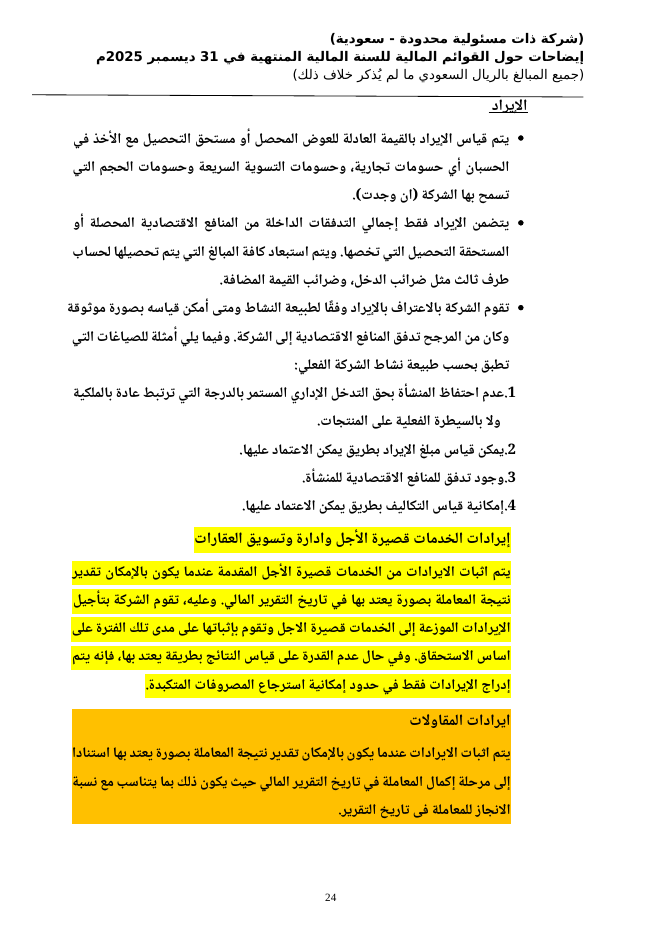 (شركة ذات مسئولية محدودة - سعودية)
إيضاحات حول القوائم المالية للسنة المالية المنتهية في 31 ديسمبر 2025م
(جميع المبالغ بالريال السعودي ما لم يُذكر خلاف ذلك)
الإيراد
• يتم قياس الإيراد بالقيمة العادلة للعوض المحصل أو مستحق التحصيل مع الأخذ في
الحسبان أي حسومات تجارية، وحسومات التسوية السريعة وحسومات الحجم التي
تسمح بها الشركة (ان وجدت).
• يتضمن الإيراد فقط إجمالي التدفقات الداخلة من المنافع الاقتصادية المحصلة أو
المستحقة التحصيل التي تخصها. ويتم استبعاد كافة المبالغ التي يتم تحصيلها لحساب
طرف ثالث مثل ضرائب الدخل، وضرائب القيمة المضافة.
• تقوم الشركة بالاعتراف بالإيراد وفقًا لطبيعة النشاط ومتى أمكن قياسه بصورة موثوقة
وكان من المرجح تدفق المنافع الاقتصادية إلى الشركة. وفيما يلي أمثلة للصياغات التي
تطبق بحسب طبيعة نشاط الشركة الفعلي:
1.عدم احتفاظ المنشأة بحق التدخل الإداري المستمر بالدرجة التي ترتبط عادة بالملكية
ولا بالسيطرة الفعلية على المنتجات.
2.يمكن قياس مبلغ الإيراد بطريق يمكن الاعتماد عليها.
3.وجود تدفق للمنافع الاقتصادية للمنشأة.
4.إمكانية قياس التكاليف بطريق يمكن الاعتماد عليها.
إيرادات الخدمات قصيرة الأجل وادارة وتسويق العقارات
يتم اثبات الايرادات من الخدمات قصيرة الأجل المقدمة عندما يكون بالإمكان تقدير
نتيجة المعاملة بصورة يعتد بها في تاريخ التقرير المالي. وعليه، تقوم الشركة بتأجيل
الإيرادات الموزعة إلى الخدمات قصيرة الاجل وتقوم بإثباتها على مدى تلك الفترة على
اساس الاستحقاق. وفي حال عدم القدرة على قياس النتائج بطريقة يعتد بها، فإنه يتم
إدراج الإيرادات فقط في حدود إمكانية استرجاع المصروفات المتكبدة.
ايرادات المقاولات
يتم اثبات الايرادات عندما يكون بالإمكان تقدير نتيجة المعاملة بصورة يعتد بها استنادا
إلى مرحلة إكمال المعاملة في تاريخ التقرير المالي حيث يكون ذلك بما يتناسب مع نسبة
الانجاز للمعاملة في تاريخ التقرير.
24